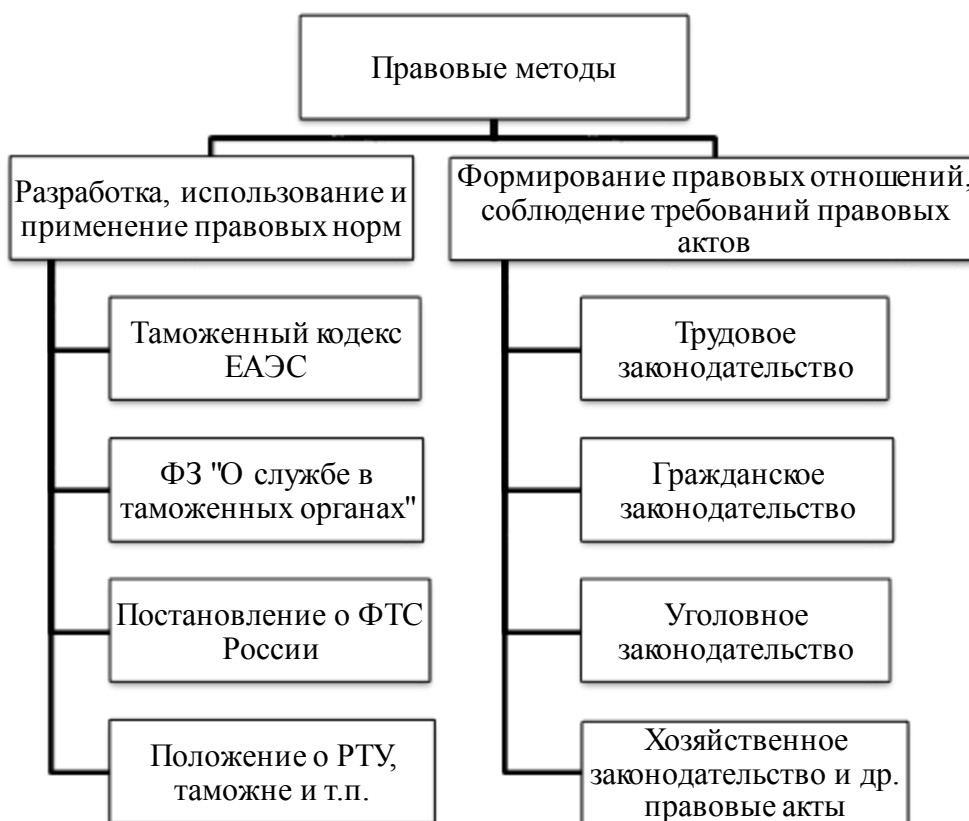 Правовые методы
Разработка, использование и
применение правовых норм
Формирование правовых отношений,
соблюдение требований правовых
актов
Таможенный кодекс
ЕАЭС
ФЗ "О службе в
таможенных органах"
Постановление о ФТС
России
Положение о РТУ,
таможне и т.п.
Трудовое
законодательство
Гражданское
законодательство
Уголовное
законодательство
Хозяйственное
законодательство и др.
правовые акты